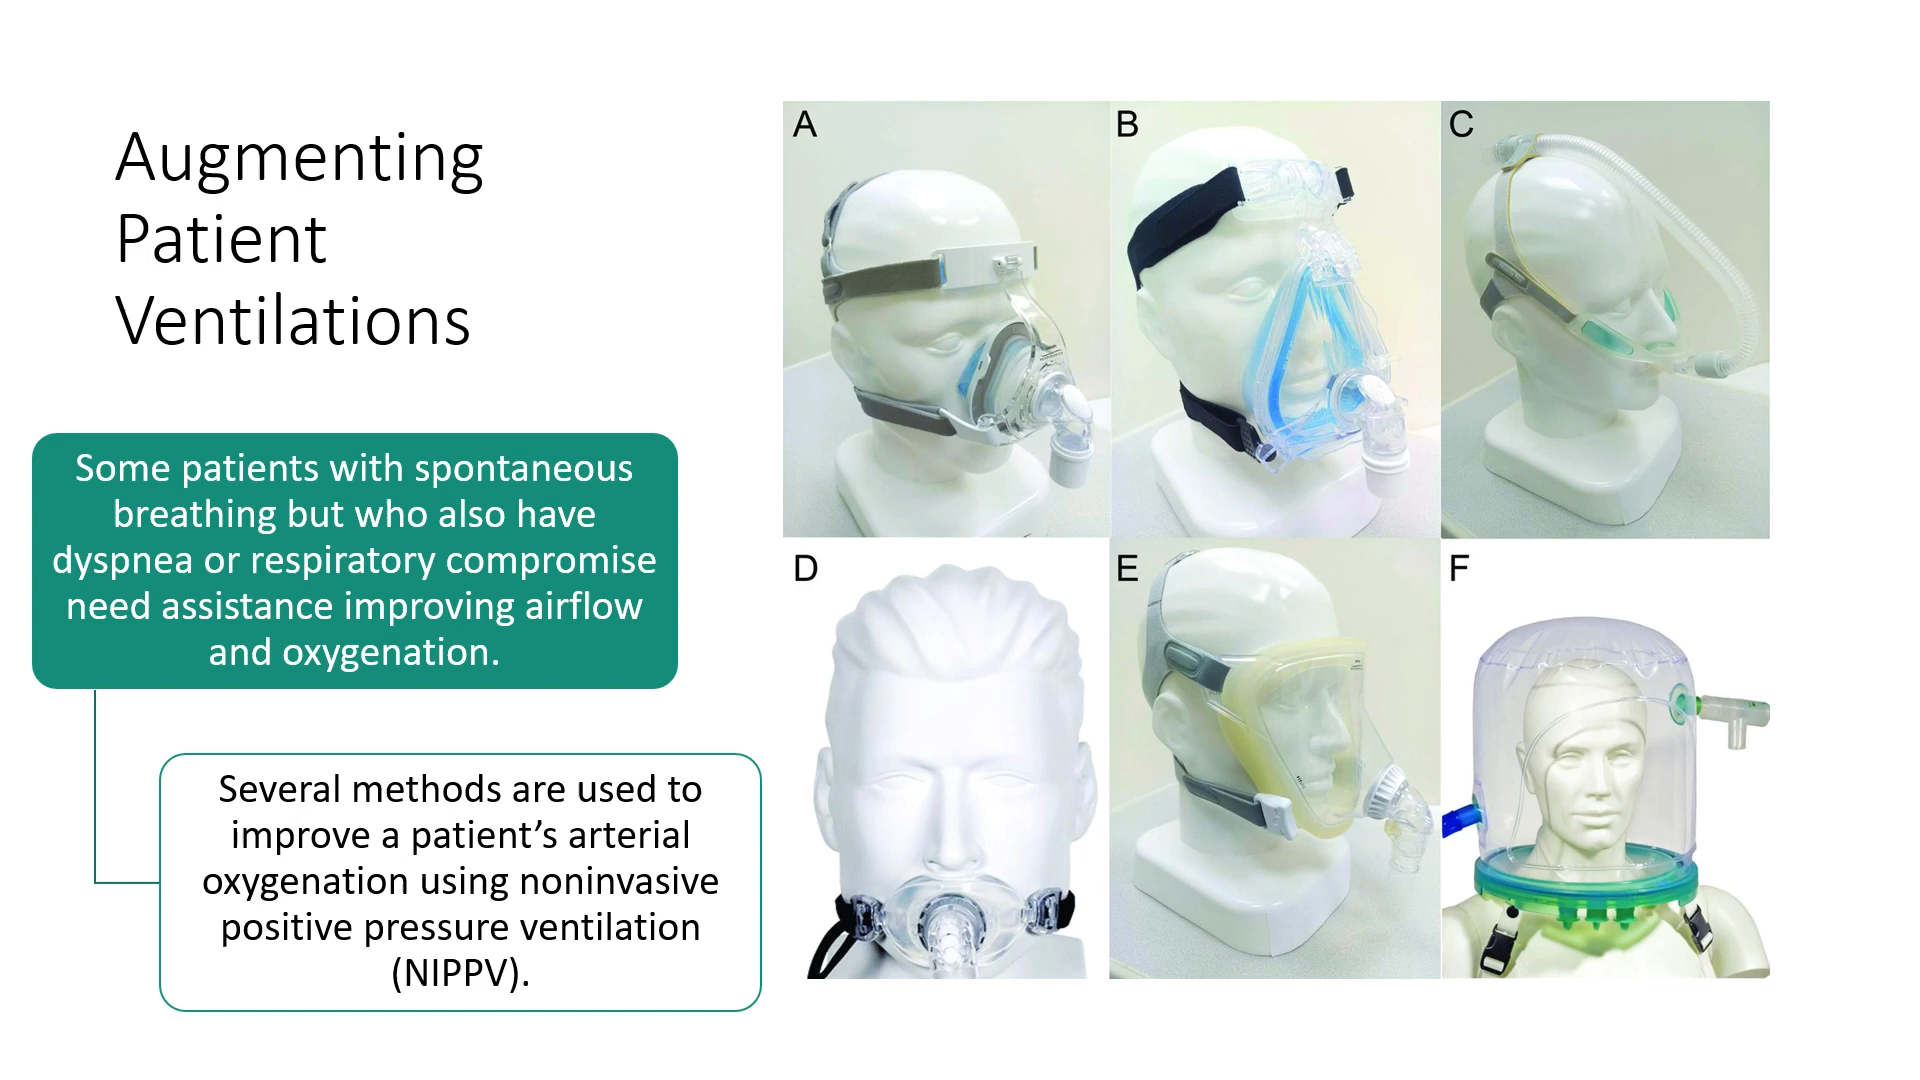 Augmenting
Patient
Ventilations
Some patients with spontaneous
breathing but who also have
dyspnea or respiratory compromise
need assistance improving airflow
and oxygenation.
Several methods are used to
improve a patient’s arterial
oxygenation using noninvasive
positive pressure ventilation
(NIPPV).
A
B
C
D
E
F